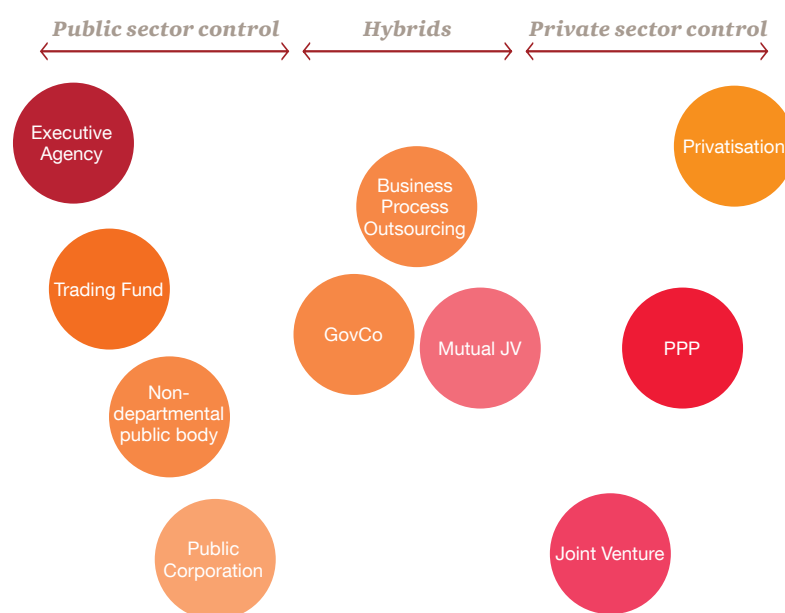 Public sector control
Hybrids
Private sector control
Executive
Agency
Privatisation
Business
Process
Outsourcing
Trading Fund
GovCo
Mutual JV
PPP
Non-
departmental
public body
Public
Corporation
Joint Venture